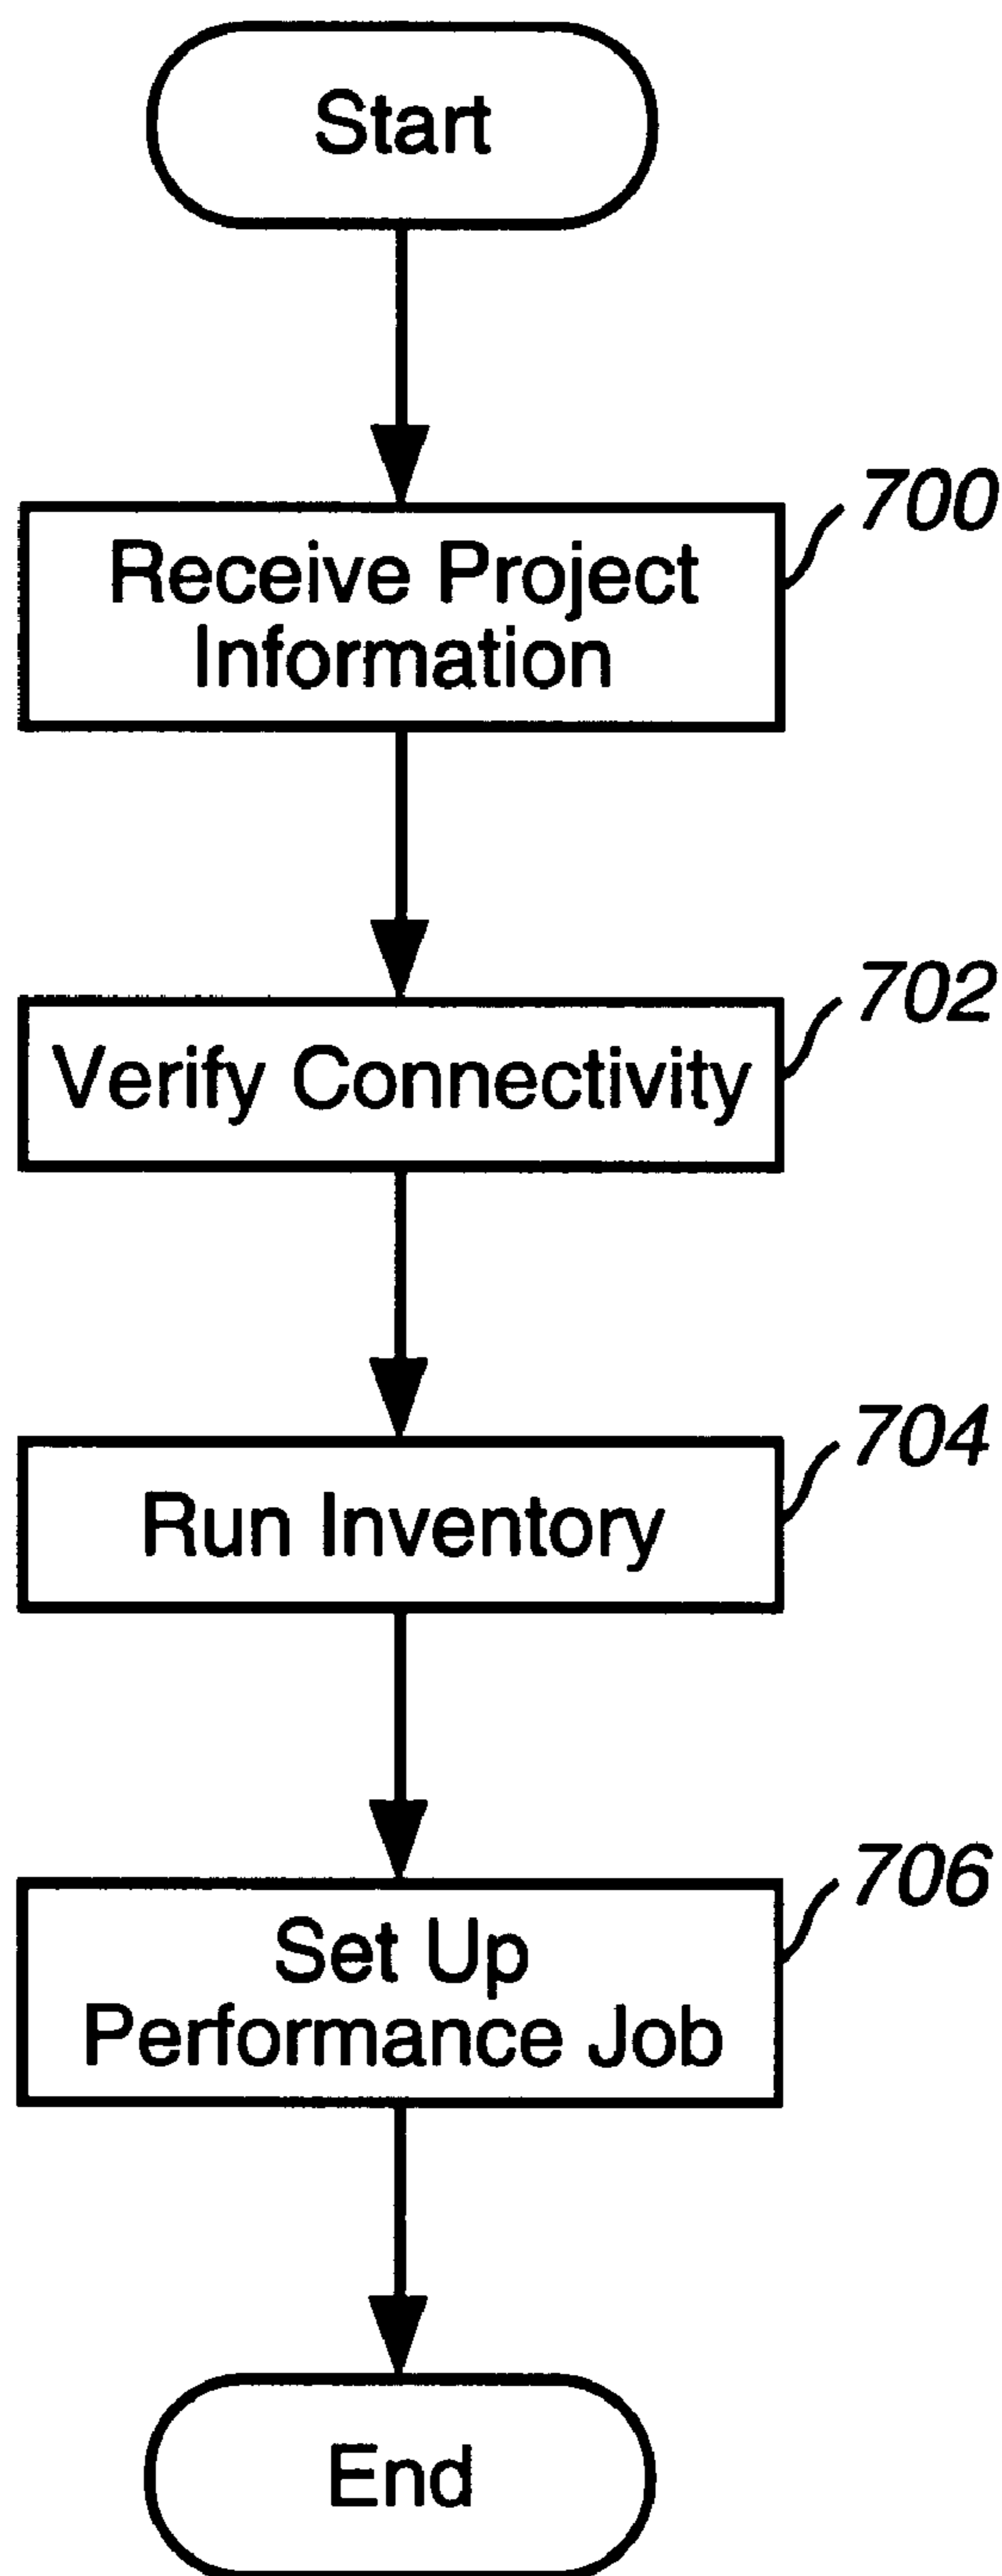 Start
700
Receive Project
Information
702
Verify Connectivity
704
Run Inventory
706
Set Up
Performance Job
End